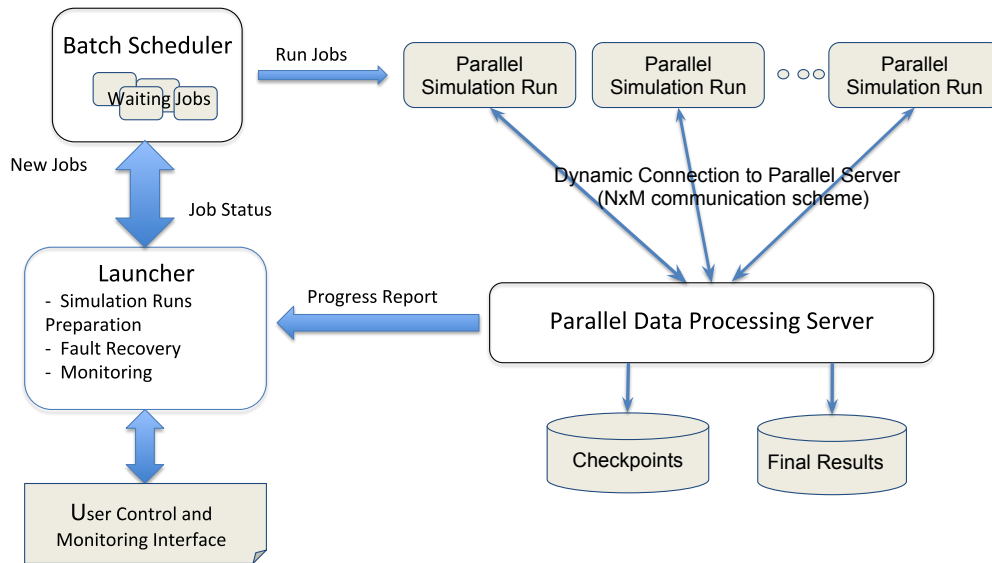 Batch Scheduler
Waiting Jobs
Run Jobs
Parallel
Simulation Run
Parallel
Simulation Run
Parallel
Simulation Run
New Jobs
Job Status
Dynamic Connection to Parallel Server
(NxM communication scheme)
Launcher
- Simulation Runs
Preparation
- Fault Recovery
- Monitoring
Progress Report
Parallel Data Processing Server
Checkpoints
Final Results
User Control and
Monitoring Interface